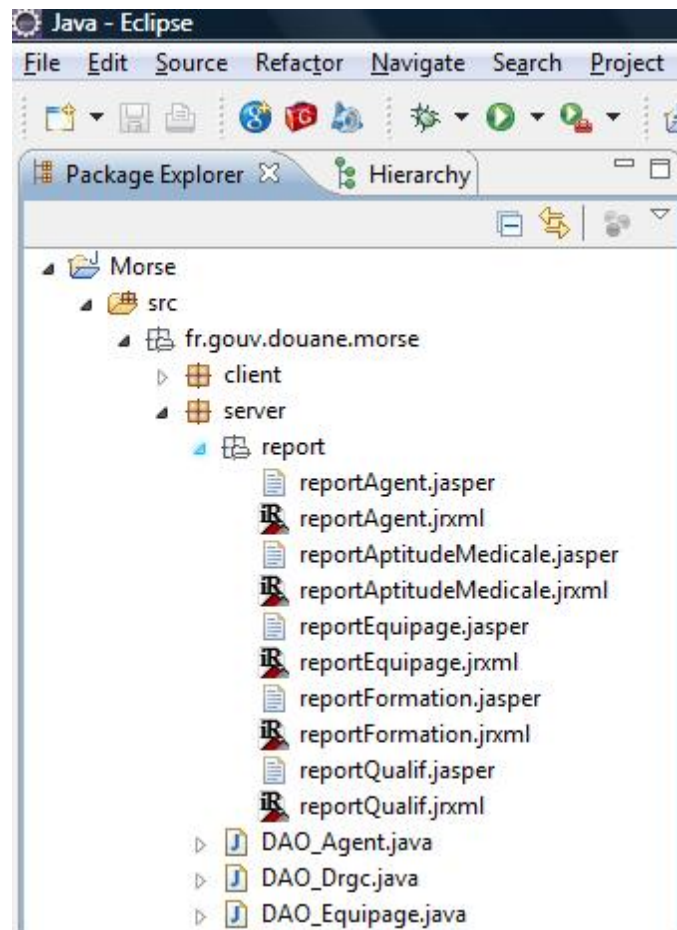 Java - Eclipse
File Edit Source Refactor Navigate Search Project
Package Explorer Hierarchy
Morse
src
fr.gouv.douane.morse
client
server
report
reportAgent.jasper
reportAgent.jrxml
reportAptitudeMedicale.jasper
reportAptitudeMedicale.jrxml
reportEquipage.jasper
reportEquipage.jrxml
reportFormation.jasper
reportFormation.jrxml
reportQualif.jasper
reportQualif.jrxml
DAO_Agent.java
DAO_Drgc.java
DAO_Equipage.java